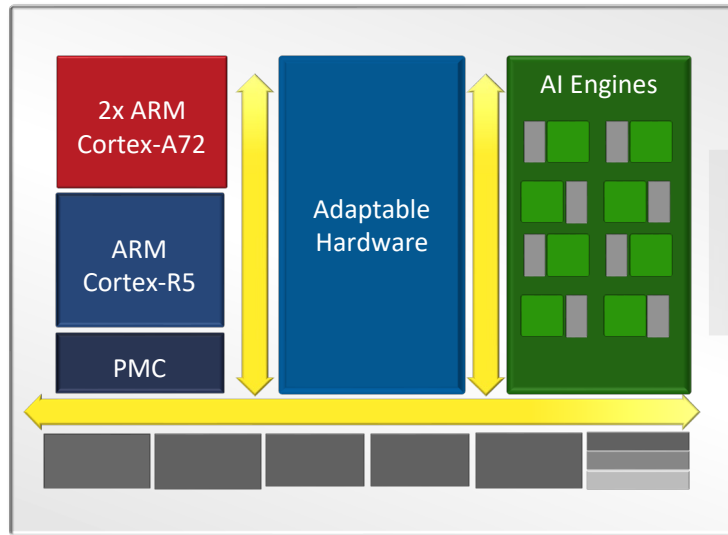 2x ARM
Cortex-A72
ARM
Cortex-R5
PMC
Adaptable
Hardware
AI Engines